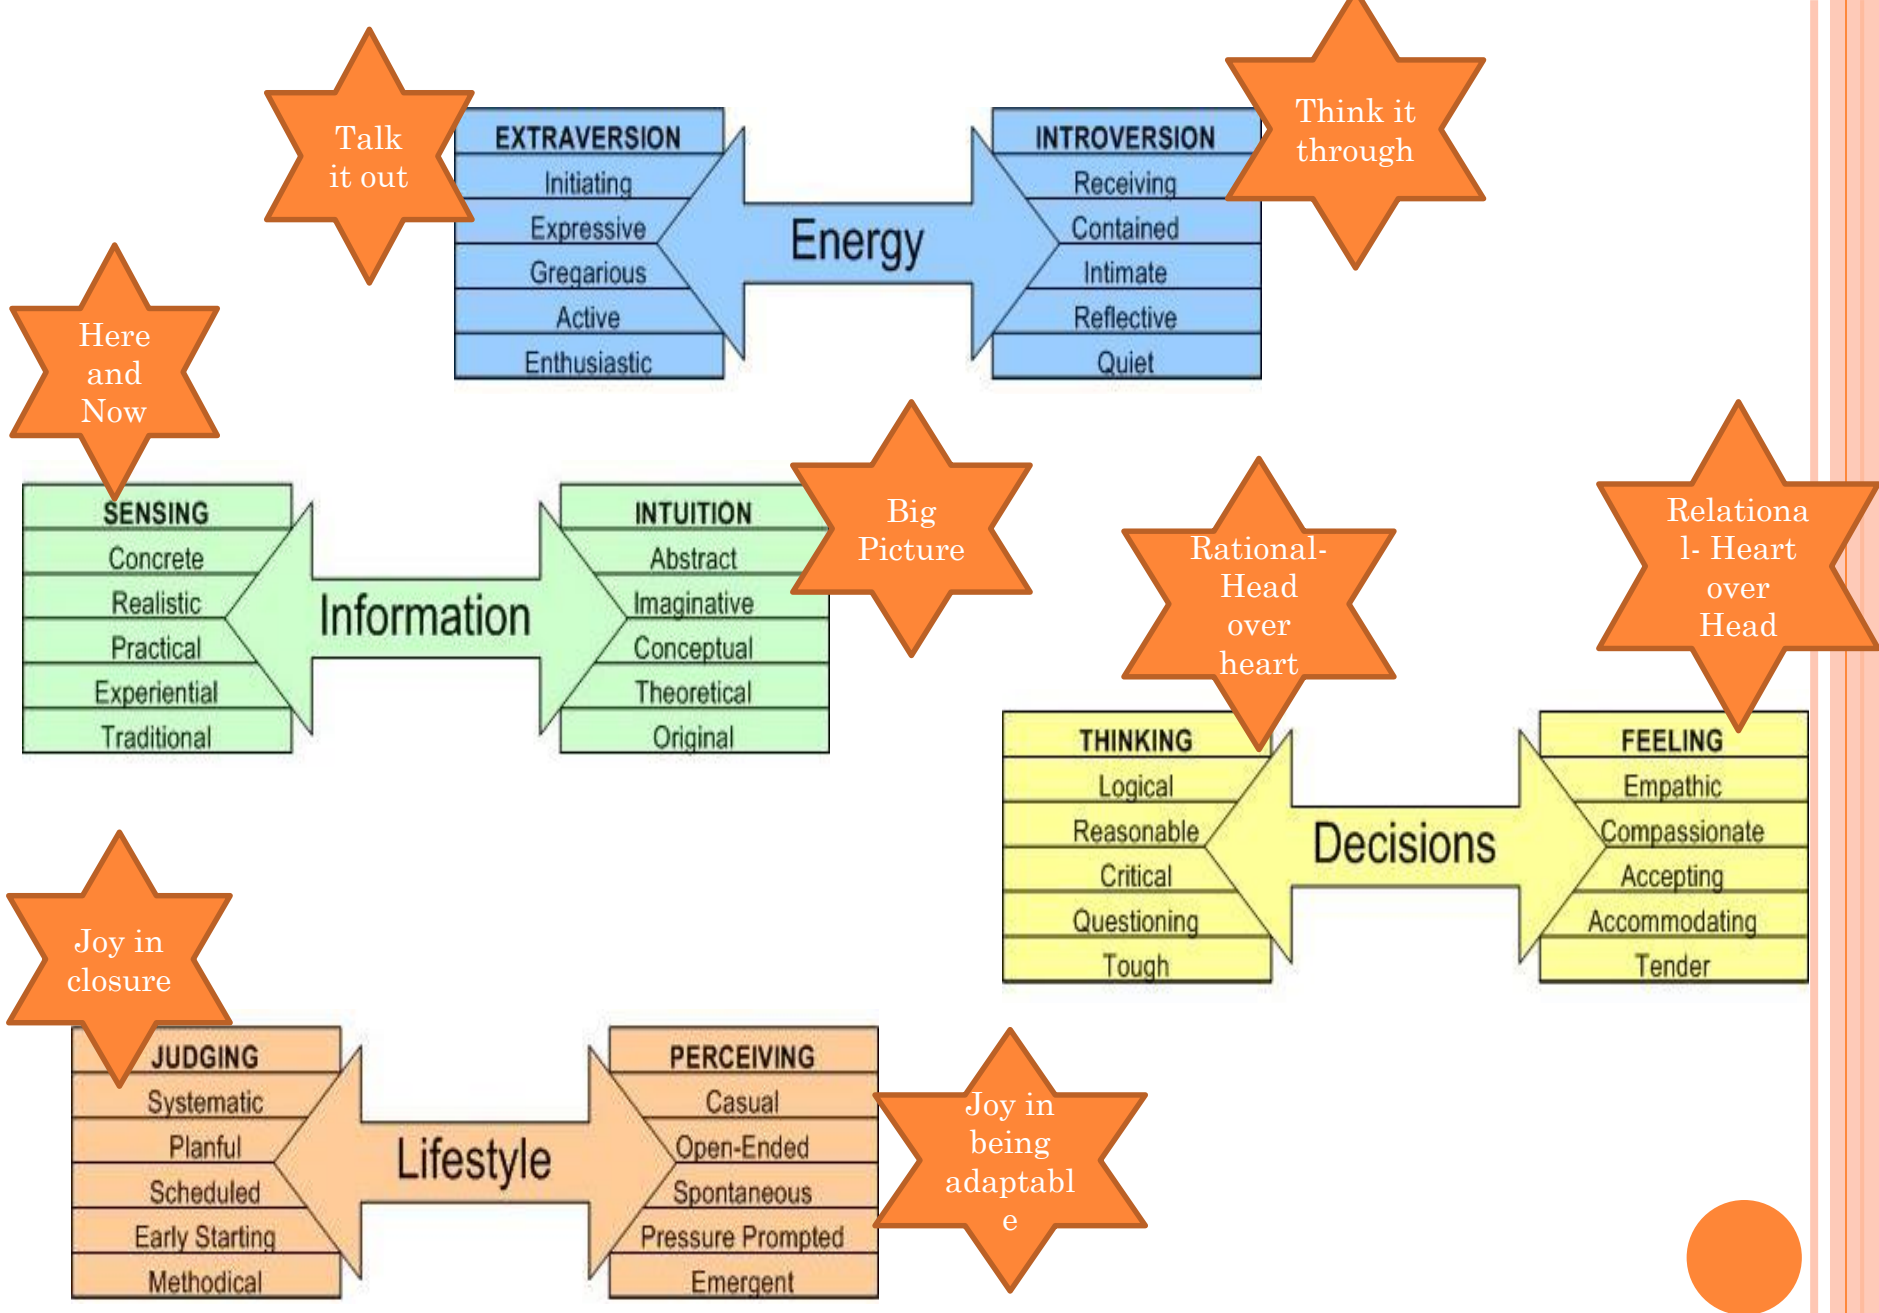 Talk
it out
EXTRAVERSION
Initiating
Expressive
Gregarious
Active
Enthusiastic
Energy
INTROVERSION
Receiving
Contained
Intimate
Reflective
Quiet
Think it
through
Here
and
Now
SENSING
Concrete
Realistic
Practical
Experiential
Traditional
Information
INTUITION
Abstract
Imaginative
Conceptual
Theoretical
Original
Big
Picture
Rational-
Head
over
heart
THINKING
Logical
Reasonable
Critical
Questioning
Tough
Decisions
Relationa
l- Heart
over
Head
FEELING
Empathic
Compassionate
Accepting
Accommodating
Tender
Joy in
closure
JUDGING
Systematic
Planful
Scheduled
Early Starting
Methodical
Lifestyle
PERCEIVING
Casual
Open-Ended
Spontaneous
Pressure Prompted
Emergent
Joy in
being
adaptabl
e